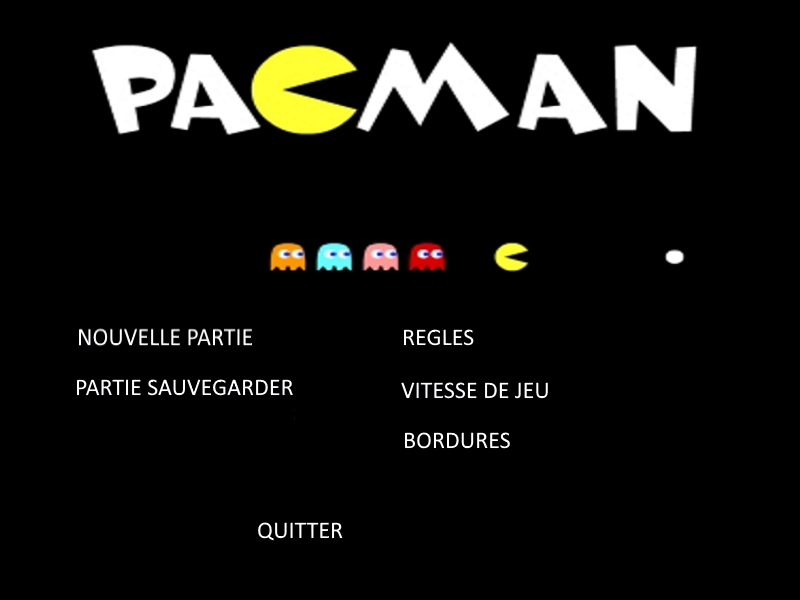 PACMAN
NOUVELLE PARTIE
REGLES
PARTIE SAUVEGARDER
VITESSE DE JEU
BORDURES
QUITTER